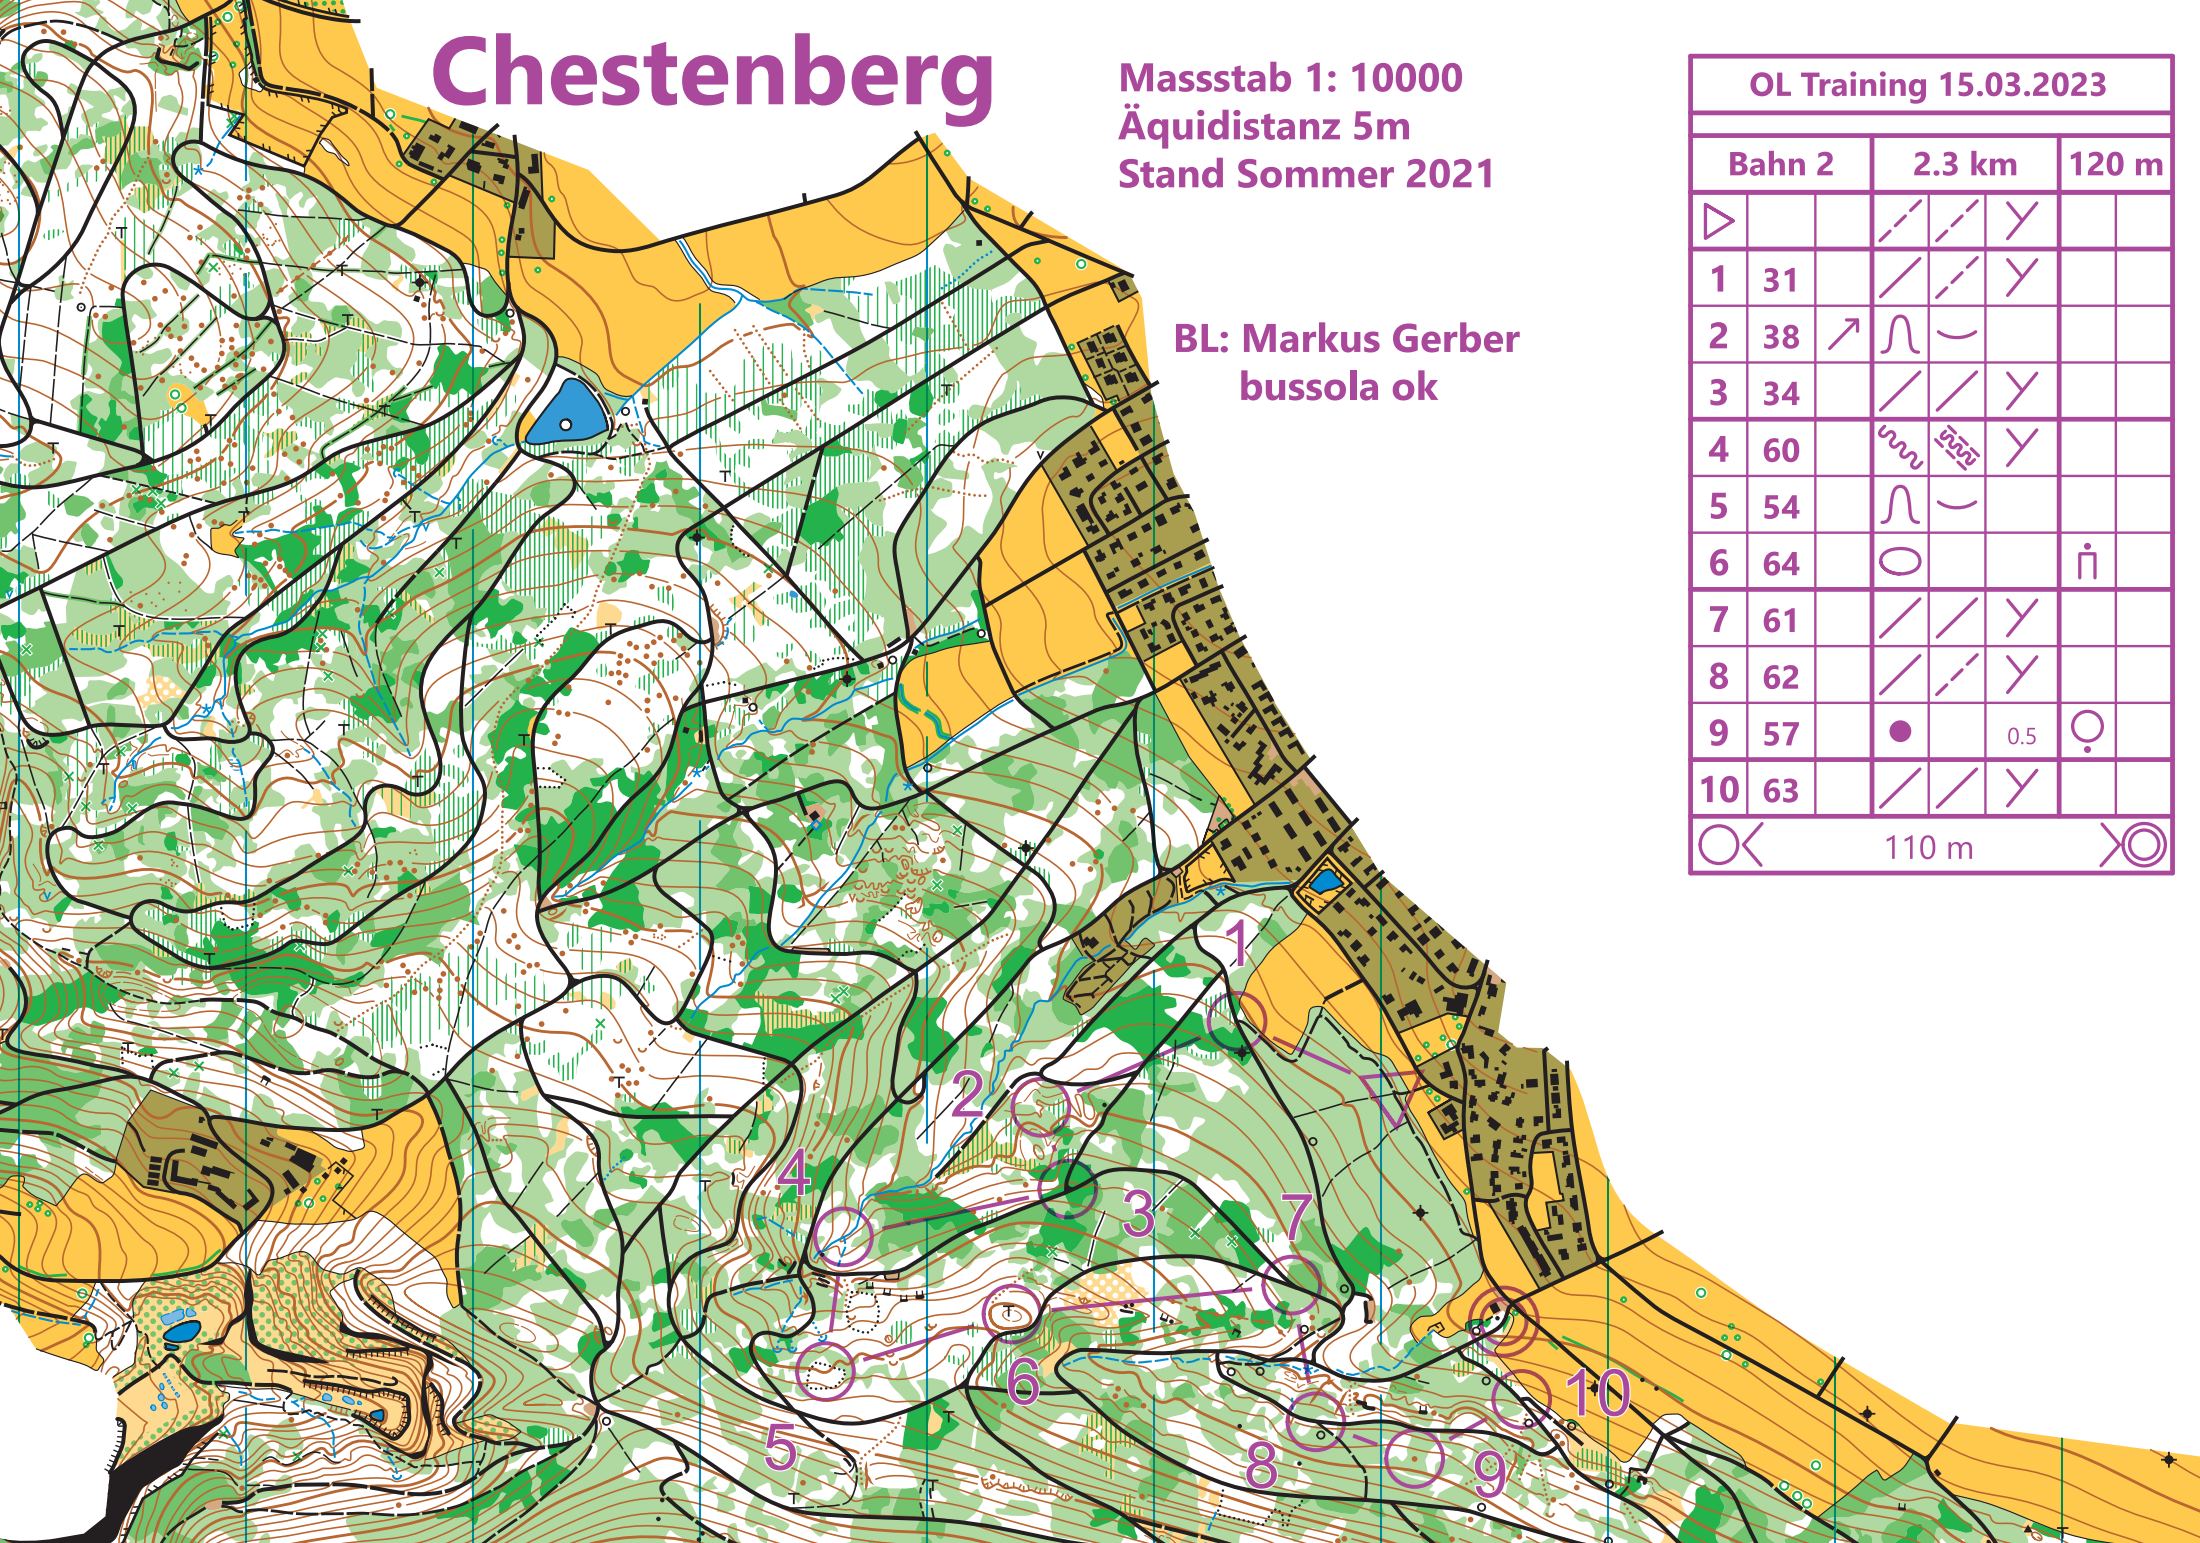 Chestenberg
Massstab 1: 10000
Äquidistanz 5m
Stand Sommer 2021
BL: Markus Gerber
bussola ok
OL Training 15.03.2023
Bahn 2 2.3 km 120 m
1 31
2 38
3 34
4 60
5 54
6 64
7 61
8 62
9 57 0.5
10 63
110 m
1
2
4
3
7
6
10
5
8
9